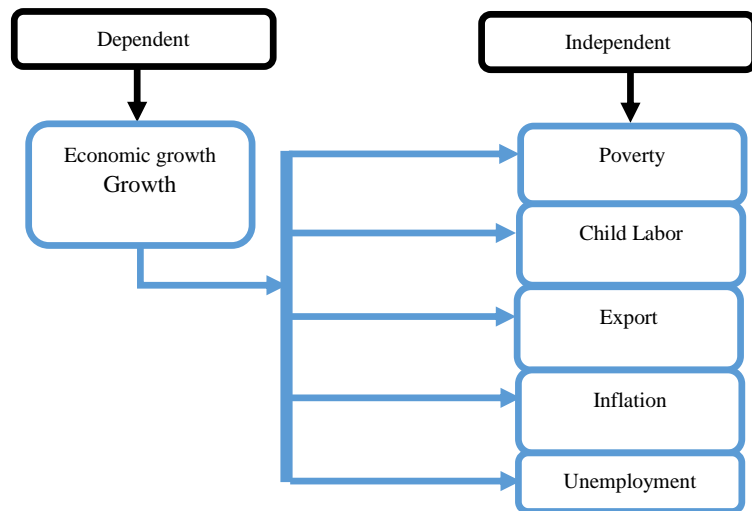 Dependent
Independent
Economic growth
Growth
Poverty
Child Labor
Export
Inflation
Unemployment